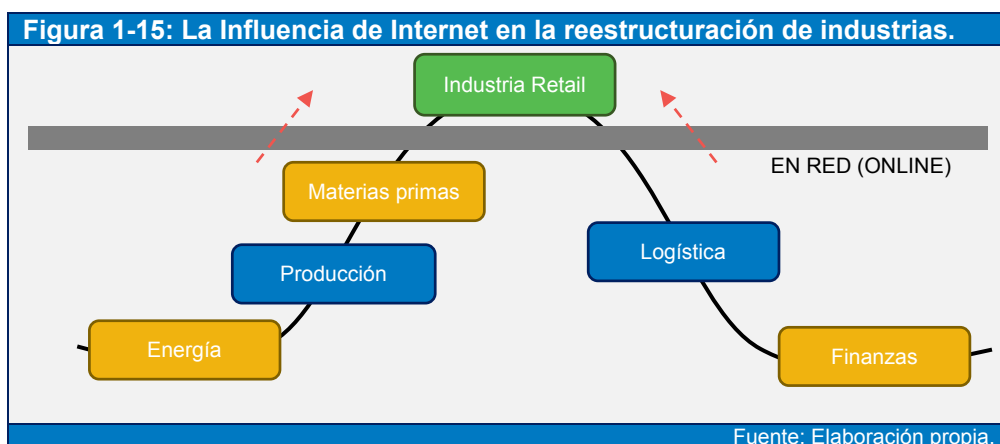 Figura 1-15: La Influencia de Internet en la reestructuración de industrias.
Industria Retail
EN RED (ONLINE)
Materias primas
Logística
Producción
Energía
Finanzas
Fuente: Elaboración propia.